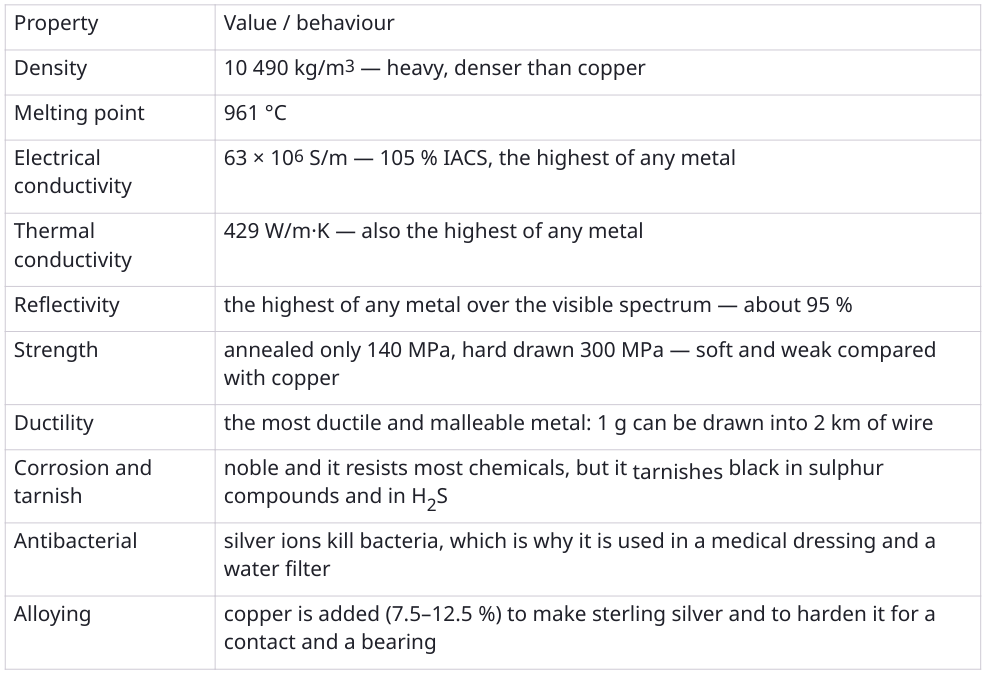 Property Value / behaviour
Density 10 490 kg/m3 — heavy, denser than copper
Melting point 961 °C
Electrical conductivity 63 × 106 S/m — 105 % IACS, the highest of any metal
Thermal conductivity 429 W/m·K — also the highest of any metal
Reflectivity the highest of any metal over the visible spectrum — about 95 %
Strength annealed only 140 MPa, hard drawn 300 MPa — soft and weak compared
with copper
Ductility the most ductile and malleable metal: 1 g can be drawn into 2 km of wire
Corrosion and tarnish noble and it resists most chemicals, but it tarnishes black in sulphur
compounds and in H2S
Antibacterial silver ions kill bacteria, which is why it is used in a medical dressing and a
water filter
Alloying copper is added (7.5–12.5 %) to make sterling silver and to harden it for a
contact and a bearing